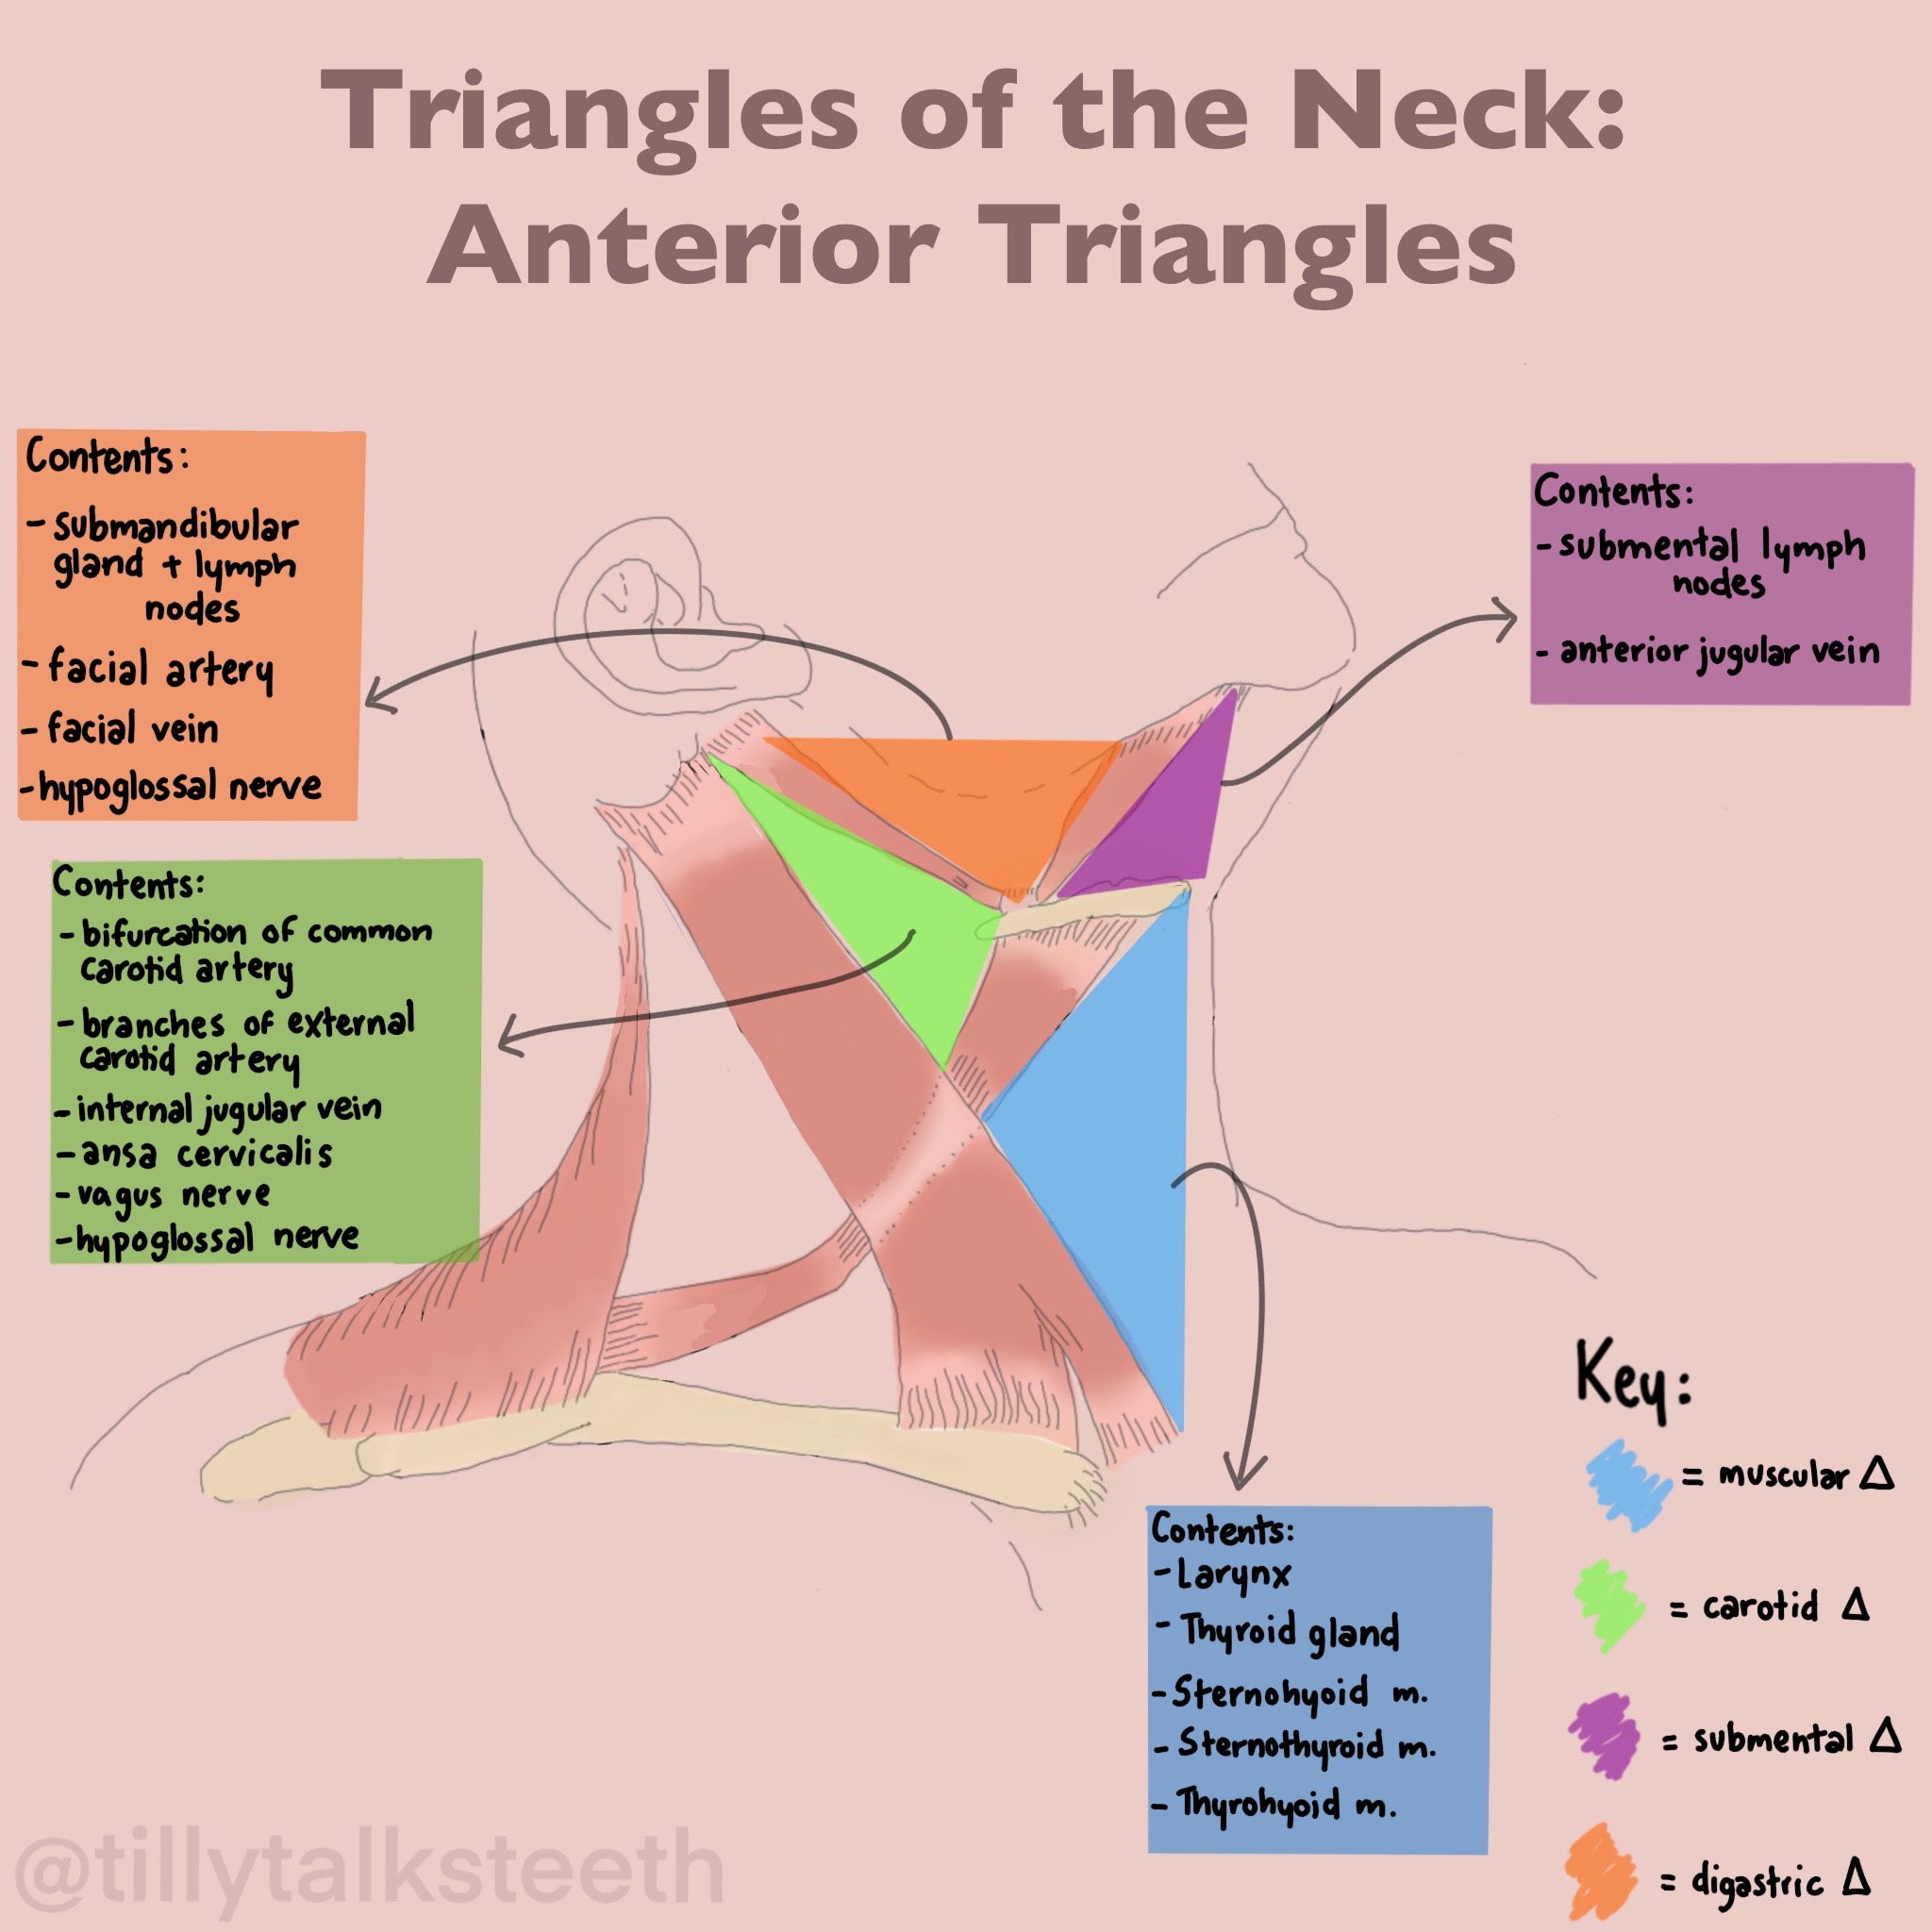 Triangles of the Neck:
Anterior Triangles
Contents:
- submandibular
gland + lymph
nodes
- facial artery
- facial vein
- hypoglossal nerve
Contents:
- submental lymph
nodes
- anterior jugular vein
Contents:
- bifurcation of common
carotid artery
- branches of external
carotid artery
- internal jugular vein
- ansa cervicalis
- vagus nerve
- hypoglossal nerve
Contents:
- Larynx
- Thyroid gland
- Sternohyoid m.
- Sternothyroid m.
- Thyrohyoid m.
Key:
= muscular Δ
= carotid Δ
= submental Δ
= digastric Δ
@tillytalksteeth